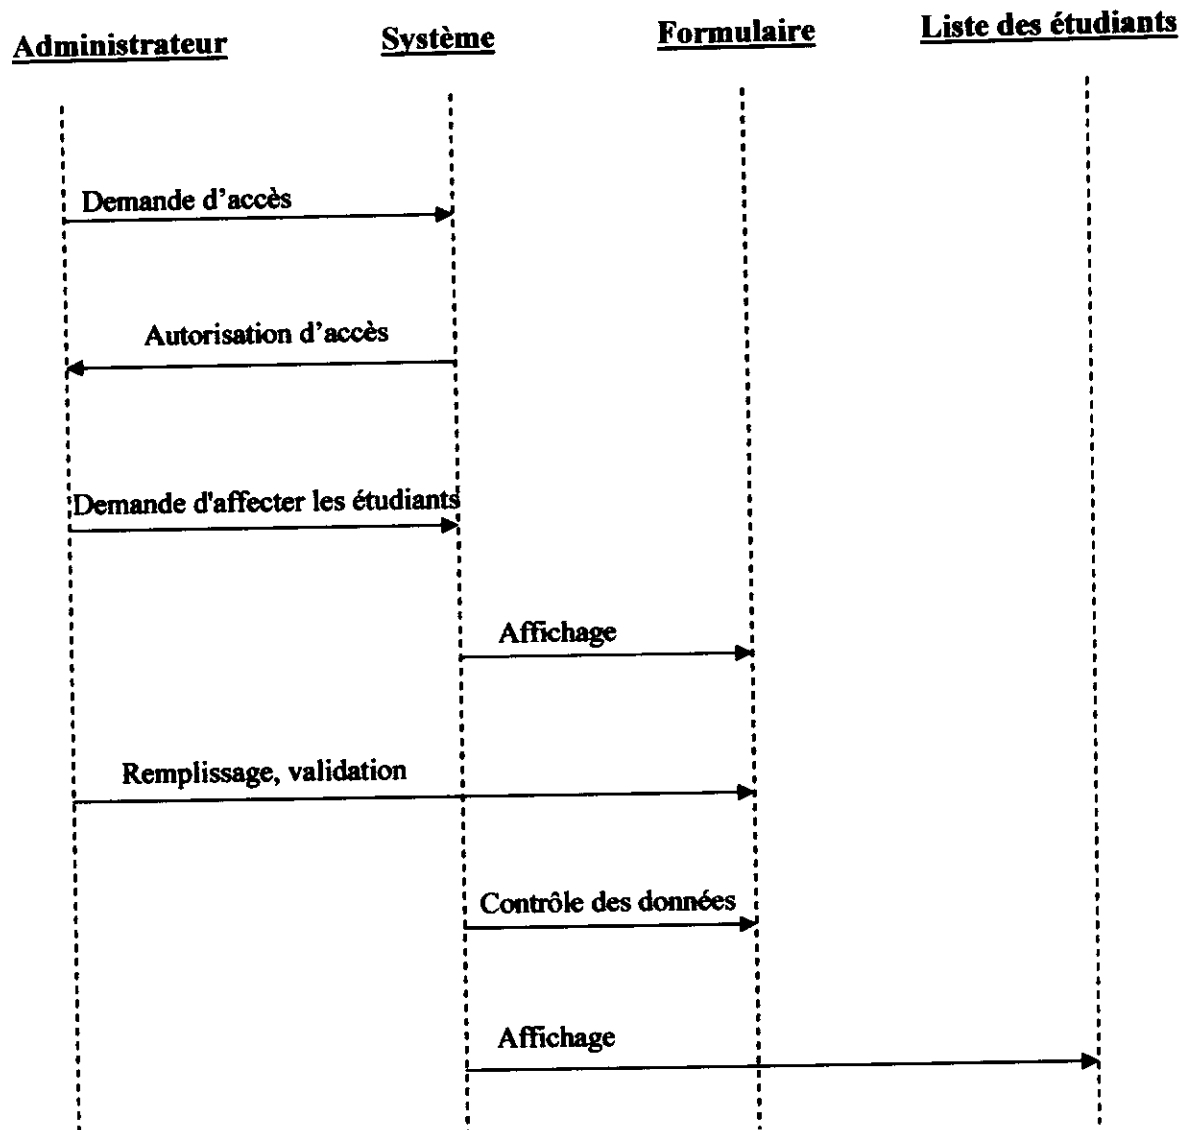 Administrateur
Système
Formulaire
Liste des étudiants
Demande d'accès
Autorisation d'accès
Demande d'affecter les étudiants
Affichage
Remplissage, validation
Contrôle des données
Affichage